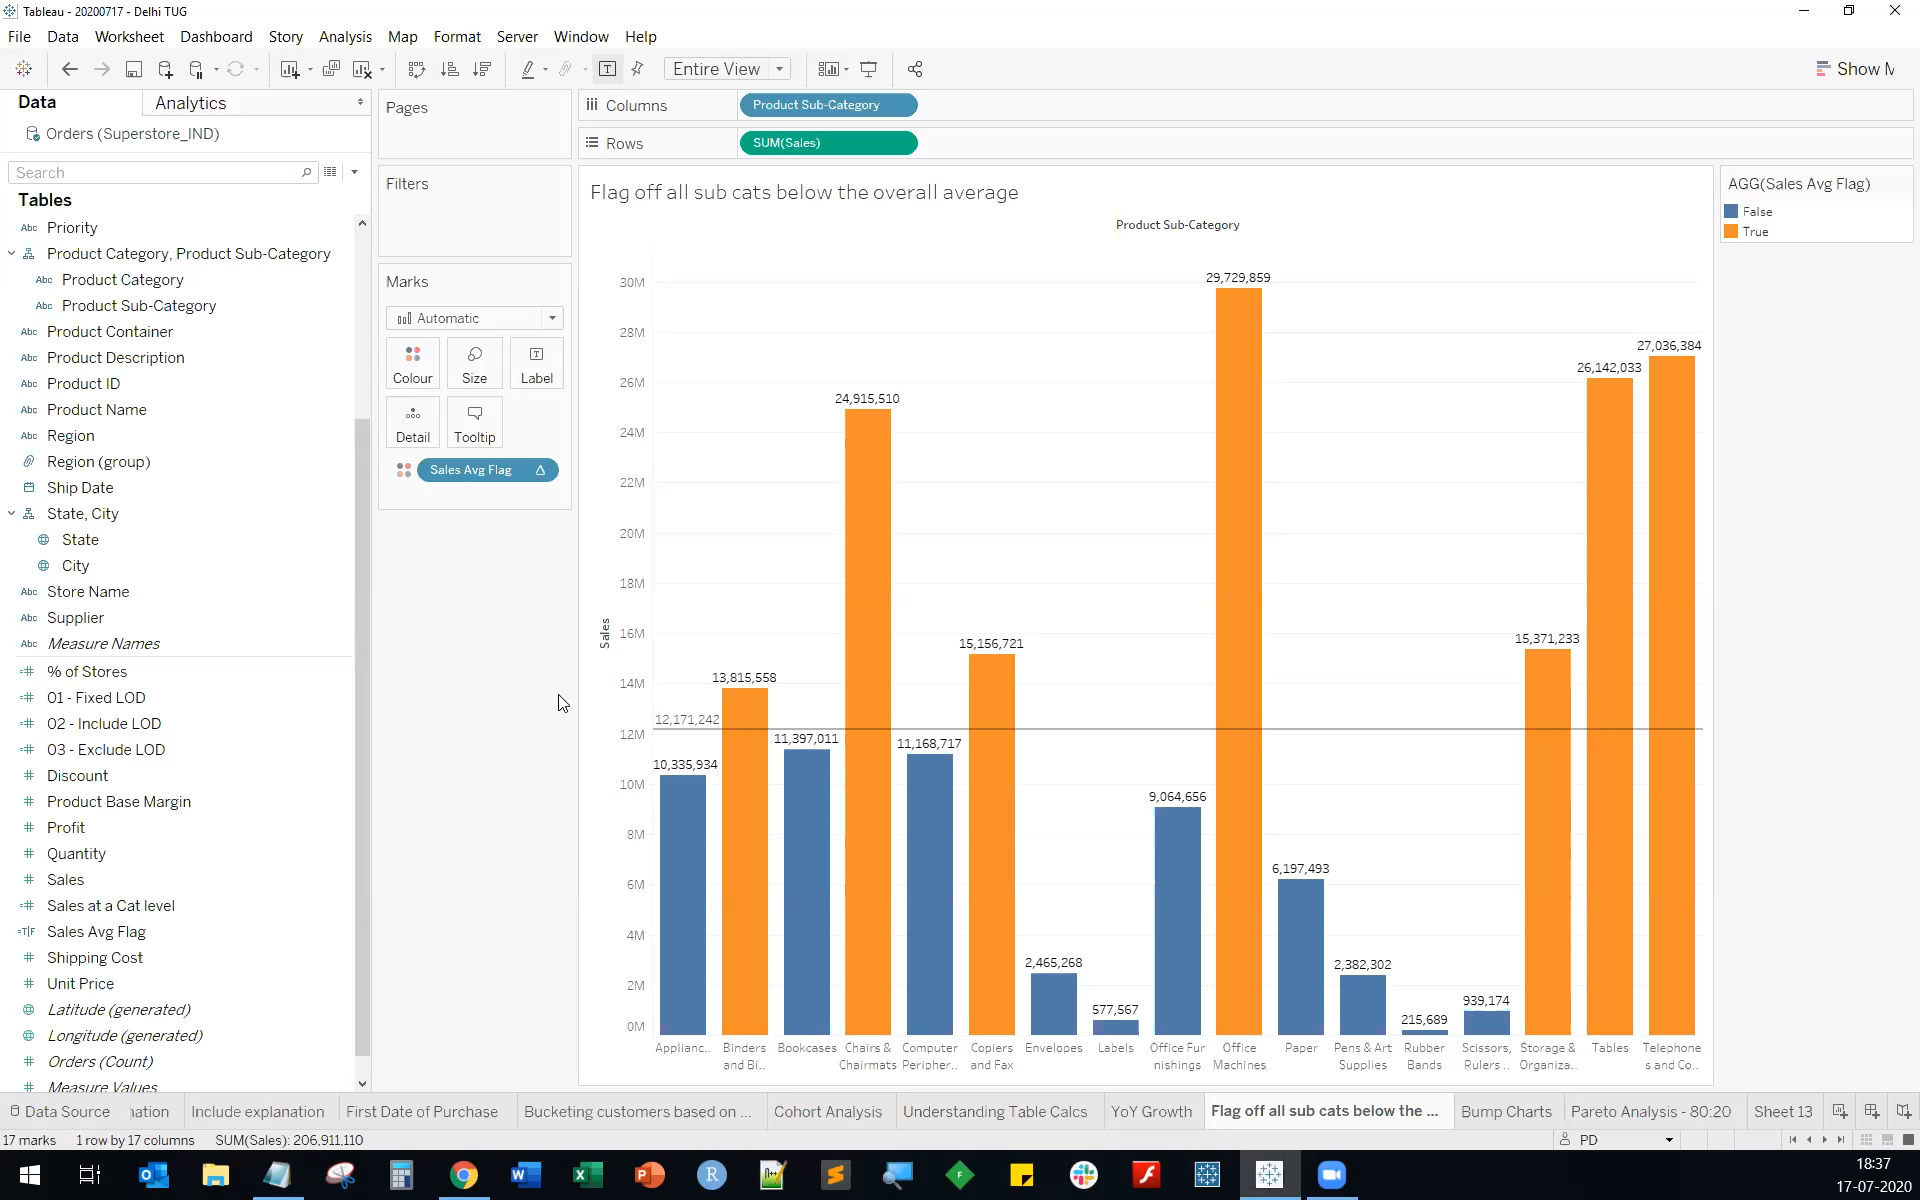 Tableau - 20200717 - Delhi TUG
File Data Worksheet Dashboard Story Analysis Map Format Server Window Help
Entire View
Show M
Data
Analytics
Orders (Superstore_IND)
Search
Tables
Abc Priority
Product Category, Product Sub-Category
Abc Product Category
Abc Product Sub-Category
Abc Product Container
Abc Product Description
Abc Product ID
Abc Product Name
Abc Region
Region (group)
Ship Date
State, City
State
City
Abc Store Name
Abc Supplier
Abc Measure Names
=# % of Stores
=# 01 - Fixed LOD
=# 02 - Include LOD
=# 03 - Exclude LOD
# Discount
# Product Base Margin
# Profit
# Quantity
# Sales
=# Sales at a Cat level
=T|F Sales Avg Flag
# Shipping Cost
# Unit Price
Latitude (generated)
Longitude (generated)
# Orders (Count)
# Measure Values
Pages
Filters
Marks
Automatic
Colour Size Label
Detail Tooltip
Sales Avg Flag Δ
Columns
Product Sub-Category
Rows
SUM(Sales)
Flag off all sub cats below the overall average
Product Sub-Category
Sales
30M
28M
26M
24M
22M
20M
18M
16M
14M
12M
10M
8M
6M
4M
2M
0M
12,171,242
10,335,934
13,815,558
11,397,011
24,915,510
11,168,717
15,156,721
2,465,268
577,567
9,064,656
29,729,859
6,197,493
2,382,302
215,689
939,174
15,371,233
26,142,033
27,036,384
Applianc..
Binders
and Bi..
Bookcases
Chairs &
Chairmats
Computer
Peripher..
Copiers
and Fax
Envelopes
Labels
Office Fur
nishings
Office
Machines
Paper
Pens & Art
Supplies
Rubber
Bands
Scissors,
Rulers ..
Storage &
Organiza..
Tables
Telephone
s and Co..
AGG(Sales Avg Flag)
False
True
Data Source
Include explanation
First Date of Purchase
Bucketing customers based on ...
Cohort Analysis
Understanding Table Calcs
YoY Growth
Flag off all sub cats below the ...
Bump Charts
Pareto Analysis - 80:20
Sheet 13
17 marks 1 row by 17 columns SUM(Sales): 206,911,110
PD
18:37
17-07-2020